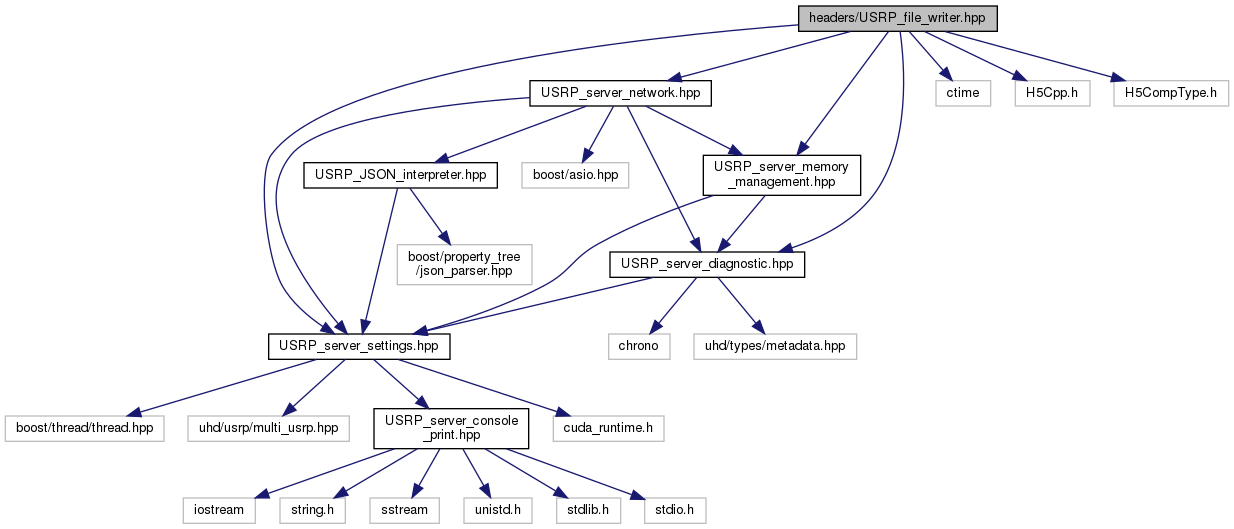 headers/USRP_file_writer.hpp
USRP_server_network.hpp
ctime
H5Cpp.h
H5CompType.h
USRP_JSON_interpreter.hpp
boost/asio.hpp
USRP_server_memory
_management.hpp
boost/property_tree
/json_parser.hpp
USRP_server_diagnostic.hpp
USRP_server_settings.hpp
chrono
uhd/types/metadata.hpp
boost/thread/thread.hpp
uhd/usrp/multi_usrp.hpp
USRP_server_console
_print.hpp
cuda_runtime.h
iostream
string.h
sstream
unistd.h
stdlib.h
stdio.h